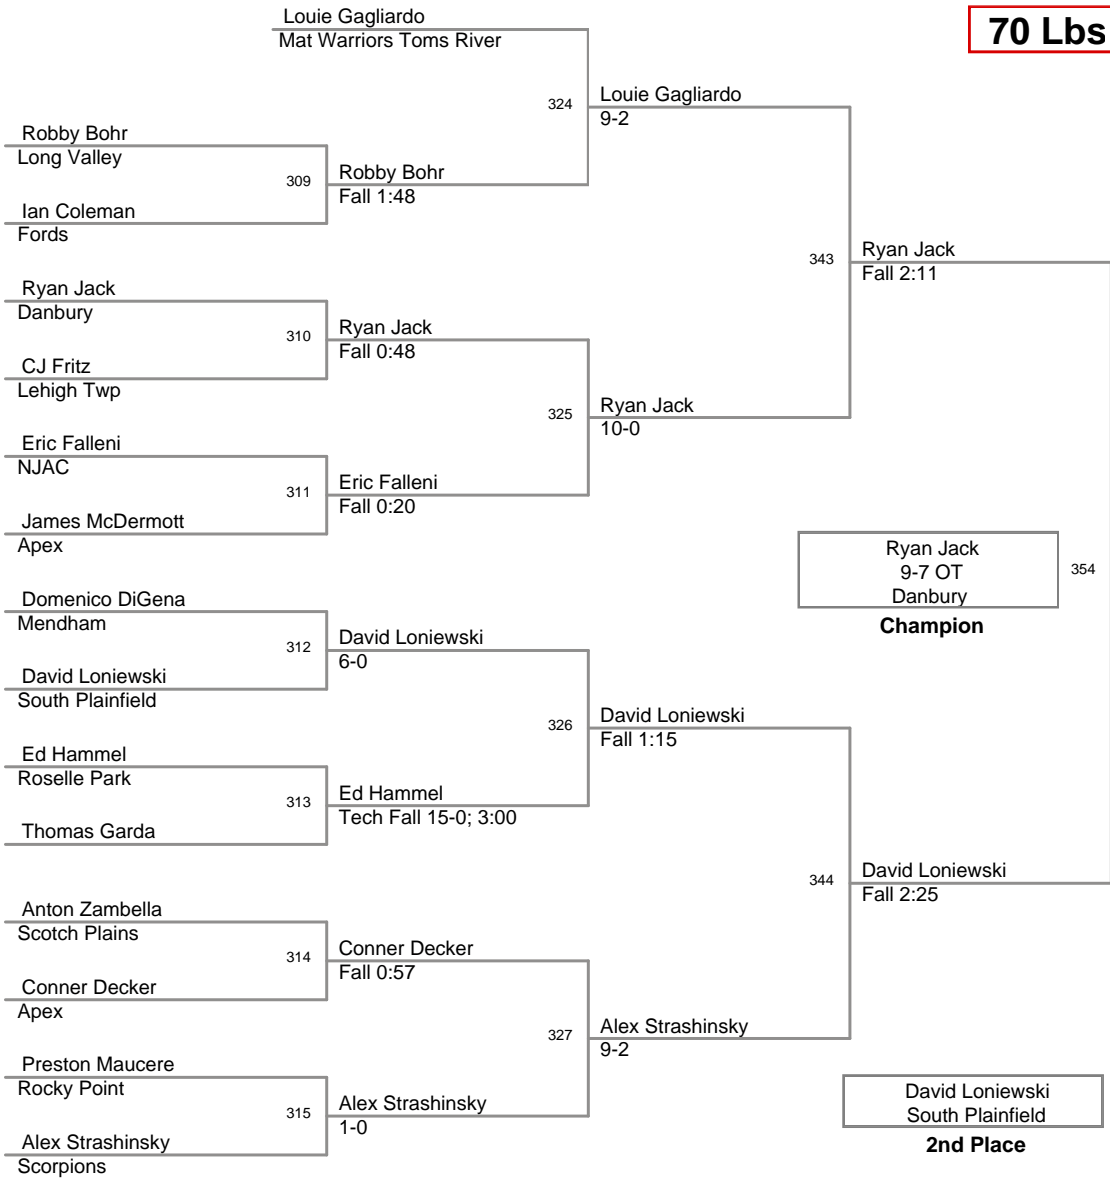 70 Lbs
Louie Gagliardo
Mat Warriors Toms River
324
Louie Gagliardo
9-2
Robby Bohr
Long Valley
309
Robby Bohr
Fall 1:48
Ian Coleman
Fords
343
Ryan Jack
Fall 2:11
Ryan Jack
Danbury
310
Ryan Jack
Fall 0:48
CJ Fritz
Lehigh Twp
325
Ryan Jack
10-0
Eric Falleni
NJAC
311
Eric Falleni
Fall 0:20
James McDermott
Apex
Ryan Jack
9-7 OT
Danbury
354
Champion
Domenico DiGena
Mendham
312
David Loniewski
6-0
David Loniewski
South Plainfield
326
David Loniewski
Fall 1:15
Ed Hammel
Roselle Park
313
Ed Hammel
Tech Fall 15-0; 3:00
Thomas Garda
344
David Loniewski
Fall 2:25
Anton Zambella
Scotch Plains
314
Conner Decker
Fall 0:57
Conner Decker
Apex
327
Alex Strashinsky
9-2
Preston Maucere
Rocky Point
315
Alex Strashinsky
1-0
Alex Strashinsky
Scorpions
David Loniewski
South Plainfield
2nd Place